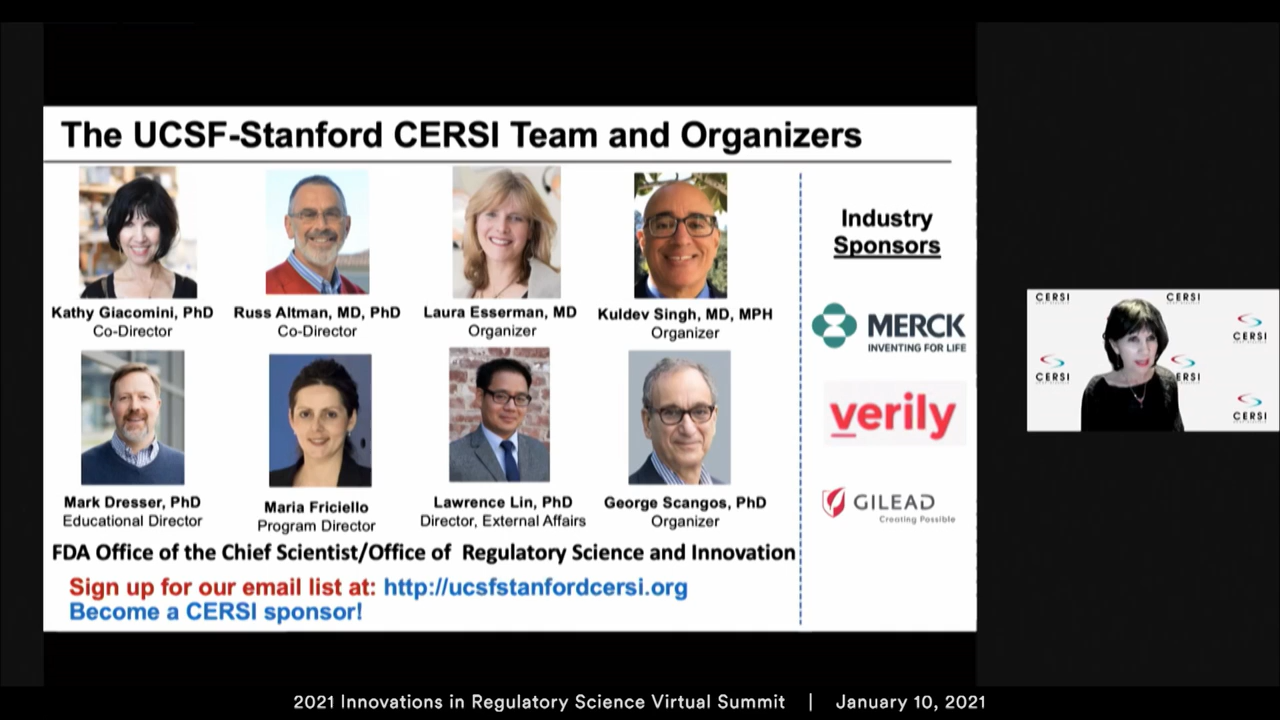 The UCSF-Stanford CERSI Team and Organizers
Kathy Giacomini, PhD
Co-Director
Russ Altman, MD, PhD
Co-Director
Laura Esserman, MD
Organizer
Kuldev Singh, MD, MPH
Organizer
Mark Dresser, PhD
Educational Director
Maria Friciello
Program Director
Lawrence Lin, PhD
Director, External Affairs
George Scangos, PhD
Organizer
FDA Office of the Chief Scientist/Office of Regulatory Science and Innovation
Sign up for our email list at: http://ucsfstanfordcersi.org
Become a CERSI sponsor!
Industry
Sponsors
MERCK
INVENTING FOR LIFE
verily
GILEAD
Creating Possible
CERSI
CERSI
CERSI
CERSI
ERSI
CERSI
2021 Innovations in Regulatory Science Virtual Summit | January 10, 2021